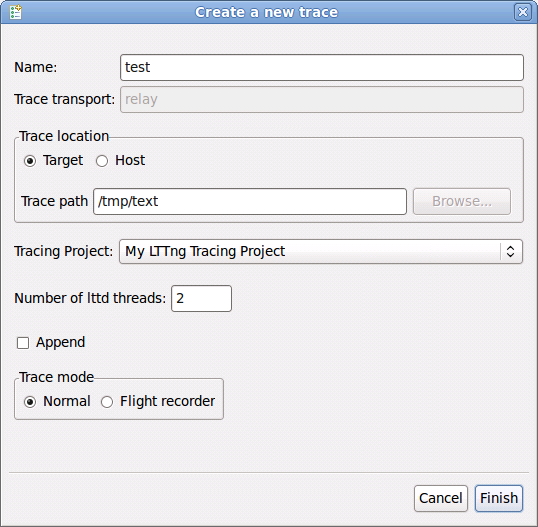 Create a new trace
Name: test
Trace transport: relay
Trace location
Target Host
Trace path /tmp/text Browse...
Tracing Project: My LTTng Tracing Project
Number of lttd threads: 2
Append
Trace mode
Normal Flight recorder
Cancel Finish